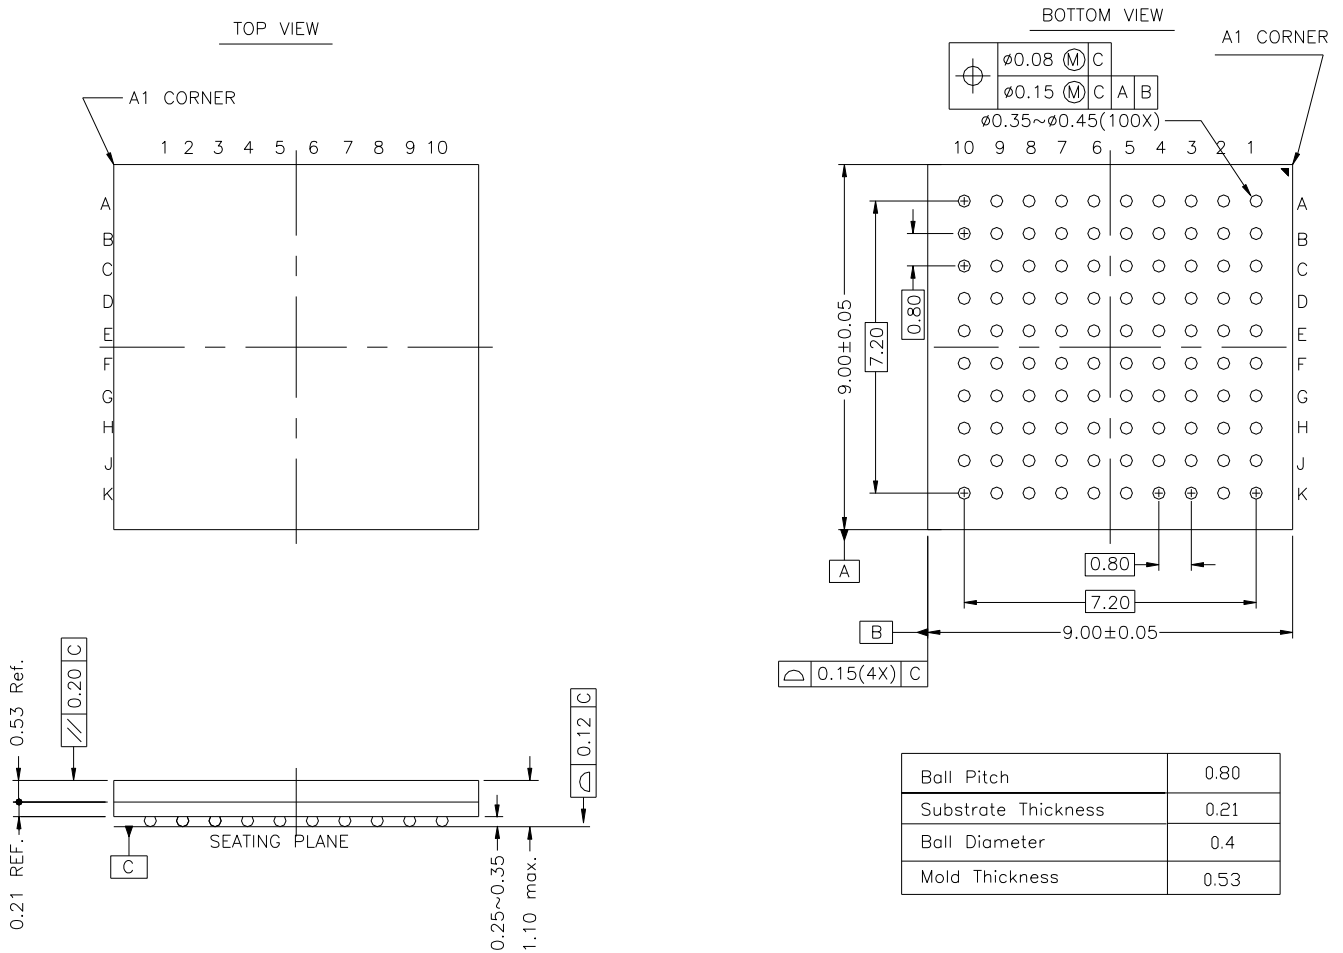 TOP VIEW
A1 CORNER
1 2 3 4 5 6 7 8 9 10
A
B
C
D
E
F
G
H
J
K
BOTTOM VIEW
A1 CORNER
ø0.08 Ⓜ C
ø0.15 Ⓜ C A B
ø0.35~ø0.45(100X)
10 9 8 7 6 5 4 3 2 1
A
B
C
D
E
F
G
H
J
K
0.80
7.20
9.00±0.05
A
0.80
7.20
B
9.00±0.05
0.15(4X) C
0.53 Ref.
// 0.20 C
0.12 C
SEATING PLANE
C
0.21 REF.
0.25~0.35
1.10 max.
Ball Pitch 0.80
Substrate Thickness 0.21
Ball Diameter 0.4
Mold Thickness 0.53